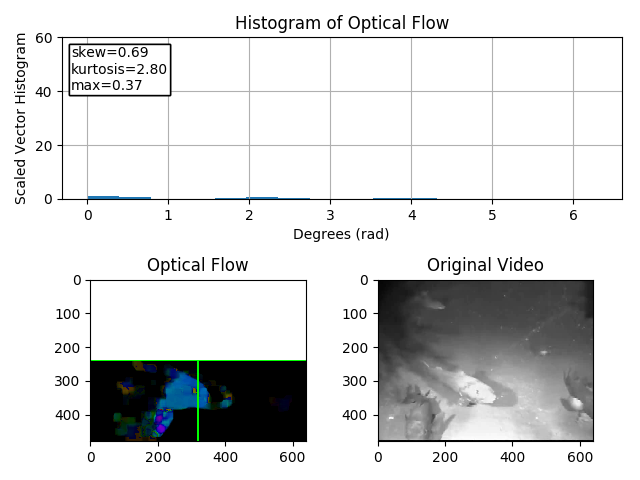 Histogram of Optical Flow
Scaled Vector Histogram
60
40
20
0
skew=0.69
kurtosis=2.80
max=0.37
0 1 2 3 4 5 6
Degrees (rad)
Optical Flow
0
100
200
300
400
0 200 400 600
Original Video
0
100
200
300
400
0 200 400 600